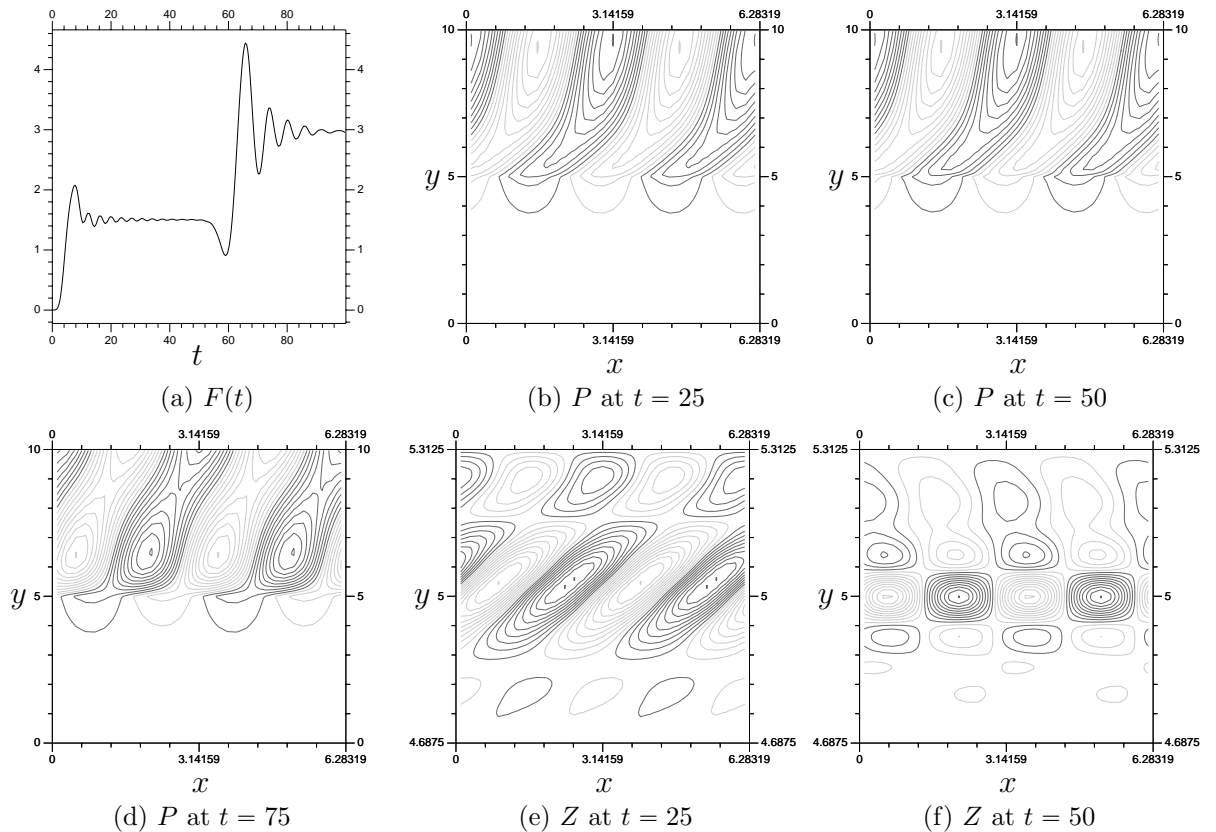 0 20 40 60 80
0 1 2 3 4
0 1 2 3 4
0 20 40 60 80
t
(a) F(t)
0 3.14159 6.28319
10 10
y 5 5
0 0
0 3.14159 6.28319
x
(b) P at t = 25
0 3.14159 6.28319
10 10
y 5 5
0 0
0 3.14159 6.28319
x
(c) P at t = 50
0 3.14159 6.28319
10 10
y 5 5
0 0
0 3.14159 6.28319
x
(d) P at t = 75
0 3.14159 6.28319
5.3125 5.3125
y 5 5
4.6875 4.6875
0 3.14159 6.28319
x
(e) Z at t = 25
0 3.14159 6.28319
5.3125 5.3125
y 5 5
4.6875 4.6875
0 3.14159 6.28319
x
(f) Z at t = 50